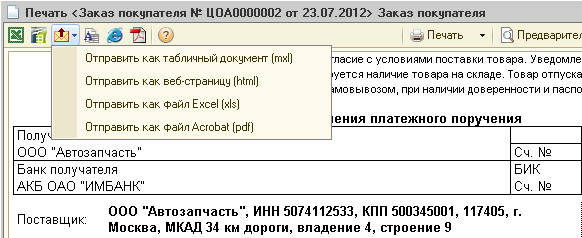 Печать <Заказ покупателя № ЦОА0000002 от 23.07.2012> Заказ покупателя
Печать
Предварител
Отправить как табличный документ (mxl)
Отправить как веб-страницу (html)
Отправить как файл Excel (xls)
Отправить как файл Acrobat (pdf)
гласие с условиями поставки товара. Уведомле
руется наличие товара на складе. Товар отпуска
амовывозом, при наличии доверенности и паспо
ния платежного поручения
Получ
ООО "Автозапчасть"
Сч. №
Банк получателя
БИК
АКБ ОАО "ИМБАНК"
Сч. №
Поставщик:
ООО "Автозапчасть", ИНН 5074112533, КПП 500345001, 117405, г.
Москва, МКАД 34 км дороги, владение 4, строение 9